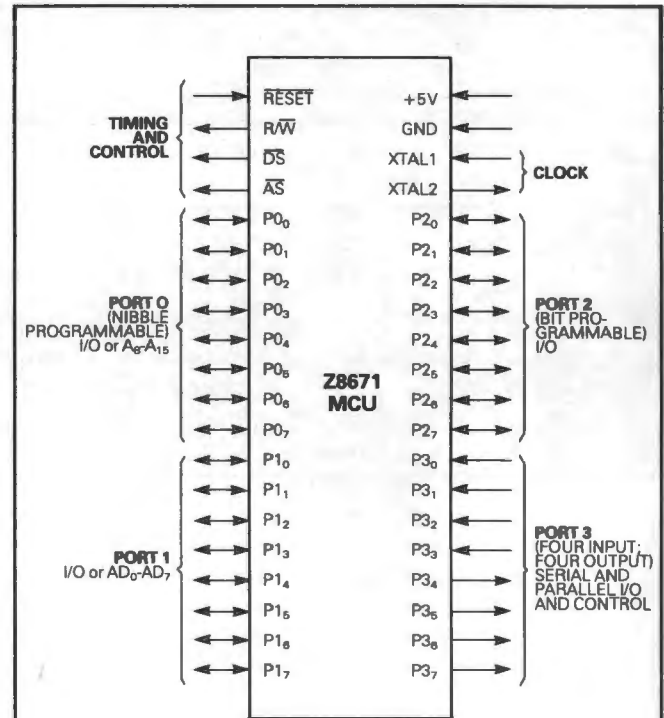 RESET
R/W
DS
AS
TIMING
AND
CONTROL
P0₀
P0₁
P0₂
P0₃
P0₄
P0₅
P0₆
P0₇
PORT 0
(NIBBLE
PROGRAMMABLE)
I/O or A₈-A₁₅
P1₀
P1₁
P1₂
P1₃
P1₄
P1₅
P1₆
P1₇
PORT 1
I/O or AD₀-AD₇
Z8671
MCU
+5V
GND
XTAL1
XTAL2
CLOCK
P2₀
P2₁
P2₂
P2₃
P2₄
P2₅
P2₆
P2₇
PORT 2
(BIT PRO-
GRAMMABLE)
I/O
P3₀
P3₁
P3₂
P3₃
P3₄
P3₅
P3₆
P3₇
PORT 3
(FOUR INPUT;
FOUR OUTPUT)
SERIAL AND
PARALLEL I/O
AND CONTROL